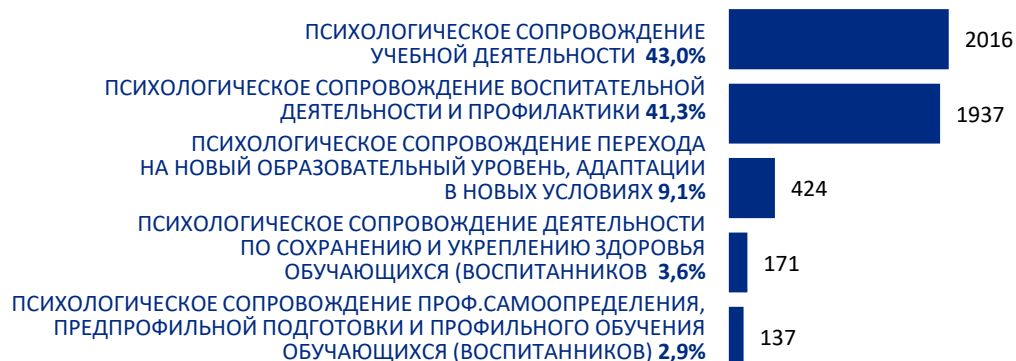 ПСИХОЛОГИЧЕСКОЕ СОПРОВОЖДЕНИЕ
УЧЕБНОЙ ДЕЯТЕЛЬНОСТИ 43,0%
2016
ПСИХОЛОГИЧЕСКОЕ СОПРОВОЖДЕНИЕ ВОСПИТАТЕЛЬНОЙ
ДЕЯТЕЛЬНОСТИ И ПРОФИЛАКТИКИ 41,3%
1937
ПСИХОЛОГИЧЕСКОЕ СОПРОВОЖДЕНИЕ ПЕРЕХОДА
НА НОВЫЙ ОБРАЗОВАТЕЛЬНЫЙ УРОВЕНЬ, АДАПТАЦИИ
В НОВЫХ УСЛОВИЯХ 9,1%
424
ПСИХОЛОГИЧЕСКОЕ СОПРОВОЖДЕНИЕ ДЕЯТЕЛЬНОСТИ
ПО СОХРАНЕНИЮ И УКРЕПЛЕНИЮ ЗДОРОВЬЯ
ОБУЧАЮЩИХСЯ (ВОСПИТАННИКОВ 3,6%
171
ПСИХОЛОГИЧЕСКОЕ СОПРОВОЖДЕНИЕ ПРОФ.САМООПРЕДЕЛЕНИЯ,
ПРЕДПРОФИЛЬНОЙ ПОДГОТОВКИ И ПРОФИЛЬНОГО ОБУЧЕНИЯ
ОБУЧАЮЩИХСЯ (ВОСПИТАННИКОВ) 2,9%
137